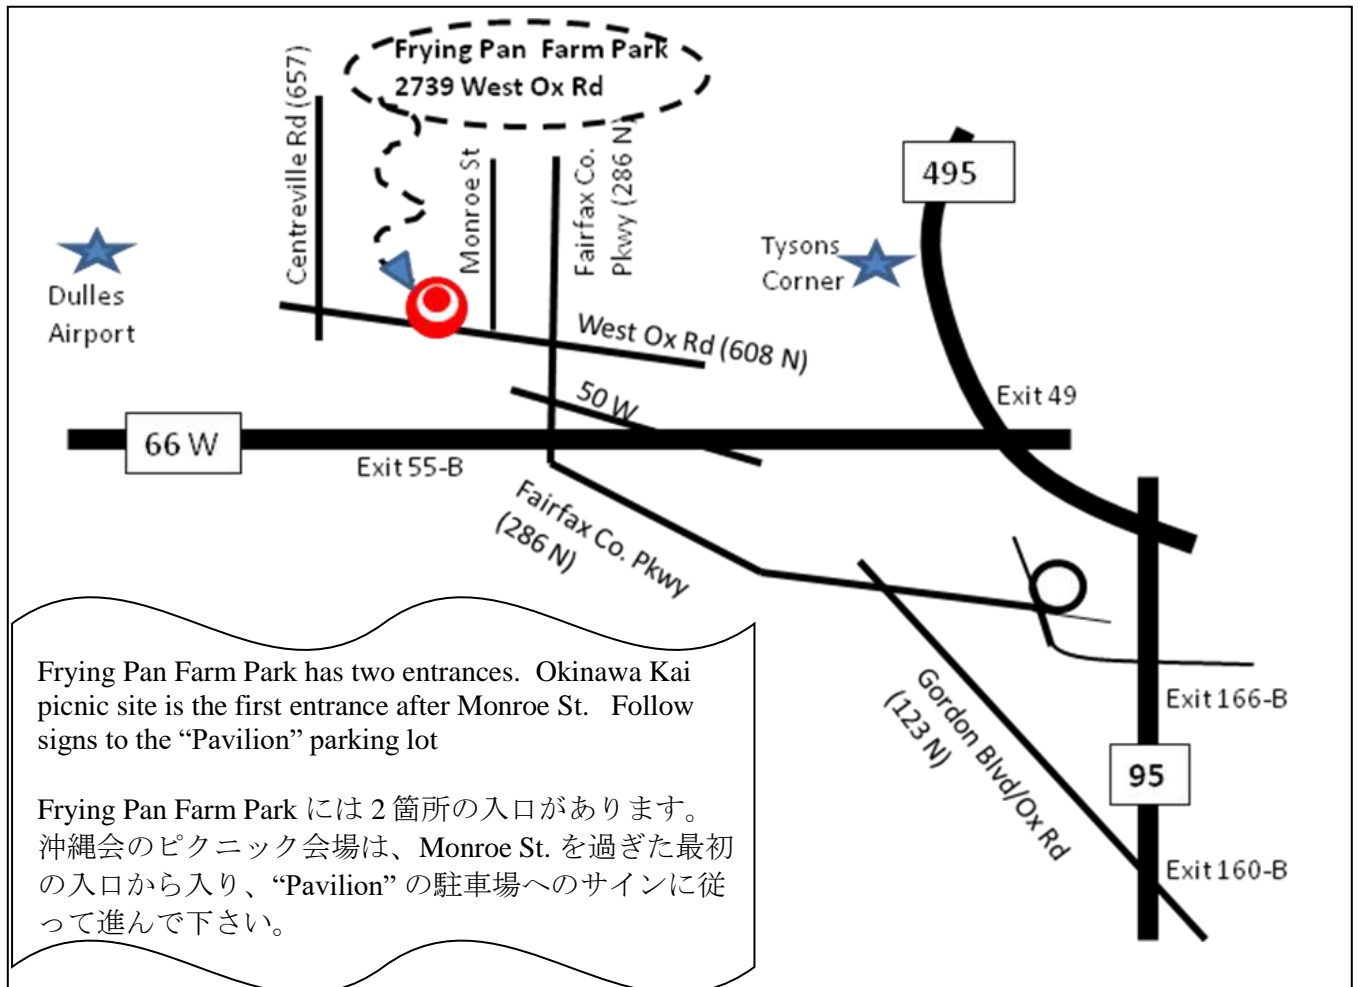 Frying Pan Farm Park
2739 West Ox Rd
Centreville Rd (657)
Monroe St
Fairfax Co.
Pkwy (286 N)
495
Tysons
Corner
Dulles
Airport
West Ox Rd (608 N)
50 W
Exit 49
66 W
Exit 55-B
Fairfax Co. Pkwy
(286 N)
Gordon Blvd/Ox Rd
(123 N)
Exit 166-B
95
Exit 160-B
Frying Pan Farm Park has two entrances. Okinawa Kai
picnic site is the first entrance after Monroe St. Follow
signs to the “Pavilion” parking lot
Frying Pan Farm Park には 2 箇所の入口があります。
沖縄会のピクニック会場は、Monroe St. を過ぎた最初
の入口から入り、“Pavilion” の駐車場へのサインに従
って進んで下さい。